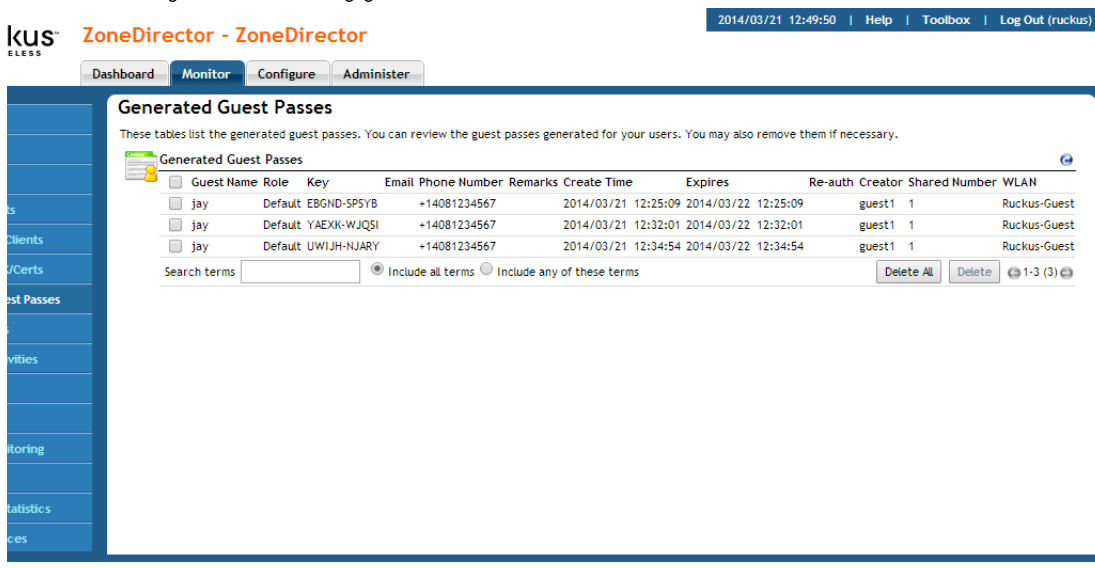 2014/03/21 12:49:50 | Help | Toolbox | Log Out (ruckus)
kus
ELESS
ZoneDirector - ZoneDirector
Dashboard Monitor Configure Administer
Generated Guest Passes
These tables list the generated guest passes. You can review the guest passes generated for your users. You may also remove them if necessary.
Generated Guest Passes
Guest Name Role Key Email Phone Number Remarks Create Time Expires Re-auth Creator Shared Number WLAN
jay Default EBGND-SPSYB +14081234567 2014/03/21 12:25:09 2014/03/22 12:25:09 guest1 1 Ruckus-Guest
jay Default YAEXK-WJQSI +14081234567 2014/03/21 12:32:01 2014/03/22 12:32:01 guest1 1 Ruckus-Guest
jay Default UWIJH-NJARY +14081234567 2014/03/21 12:34:54 2014/03/22 12:34:54 guest1 1 Ruckus-Guest
Search terms Include all terms Include any of these terms Delete All Delete 1-3 (3)
ts
Clients
/Certs
est Passes
s
vities
itoring
tatistics
ces